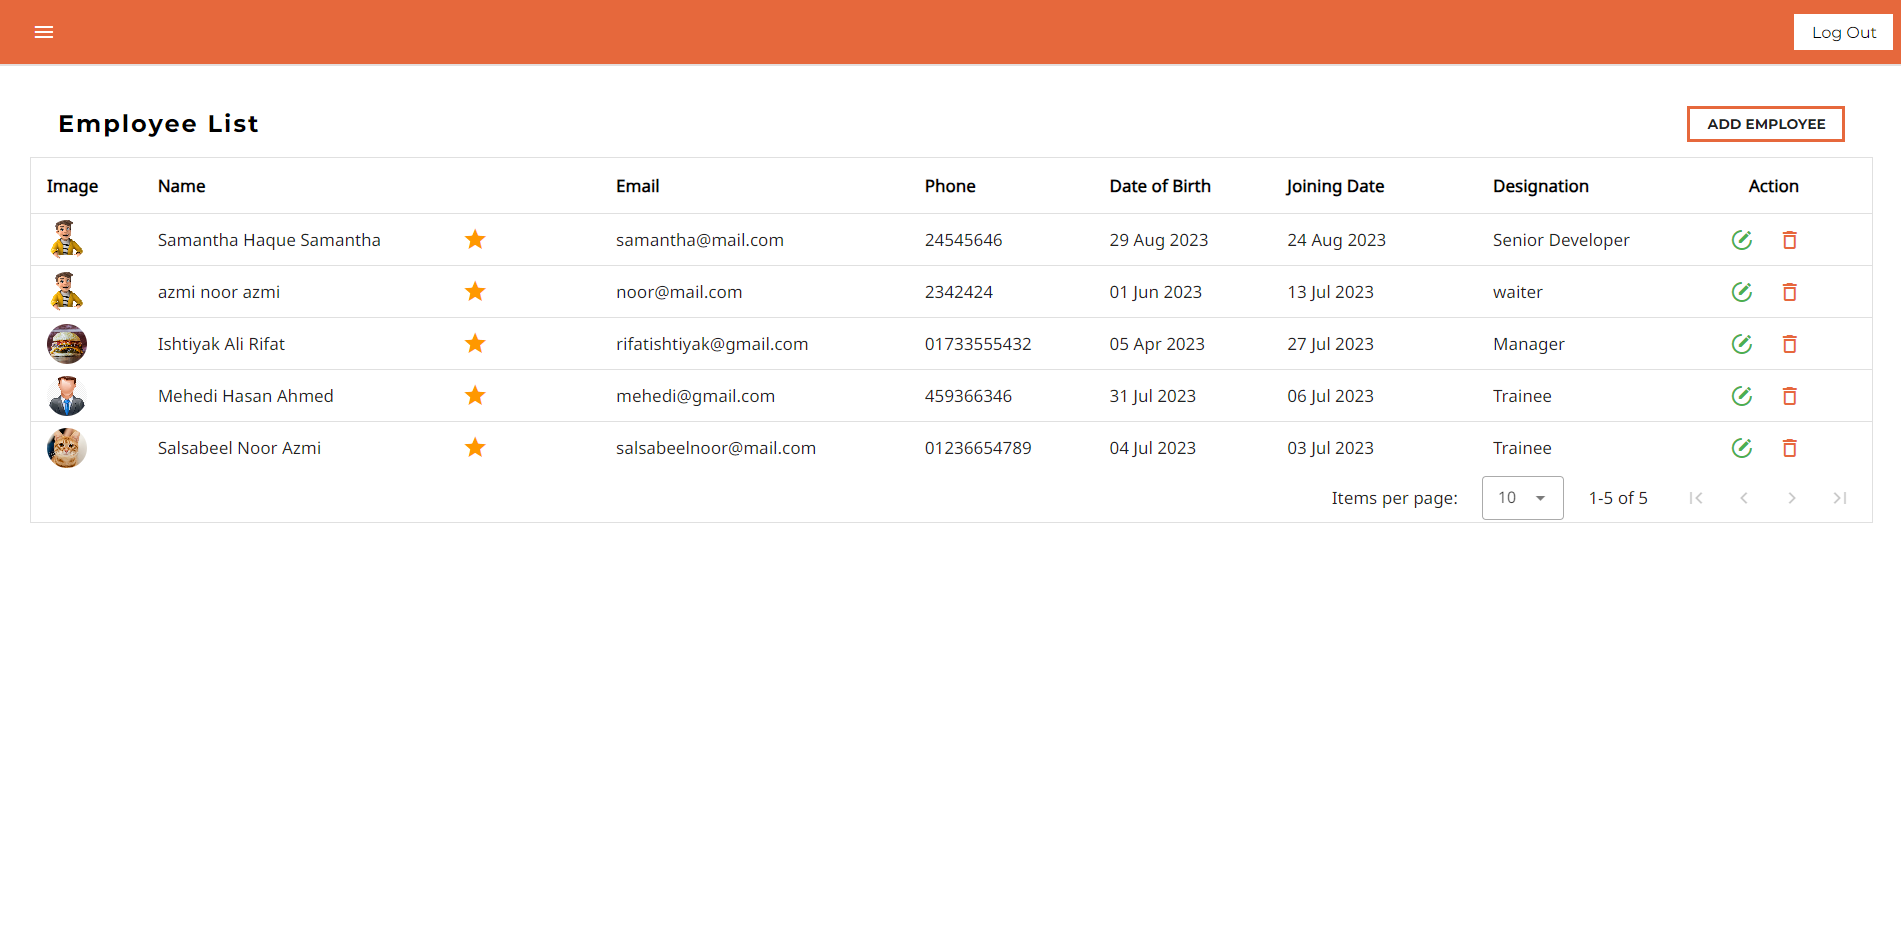 Log Out
Employee List
ADD EMPLOYEE
Image Name Email Phone Date of Birth Joining Date Designation Action
Samantha Haque Samantha samantha@mail.com 24545646 29 Aug 2023 24 Aug 2023 Senior Developer
azmi noor azmi noor@mail.com 2342424 01 Jun 2023 13 Jul 2023 waiter
Ishtiyak Ali Rifat rifatishtiyak@gmail.com 01733555432 05 Apr 2023 27 Jul 2023 Manager
Mehedi Hasan Ahmed mehedi@gmail.com 459366346 31 Jul 2023 06 Jul 2023 Trainee
Salsabeel Noor Azmi salsabeelnoor@mail.com 01236654789 04 Jul 2023 03 Jul 2023 Trainee
Items per page: 10 1-5 of 5